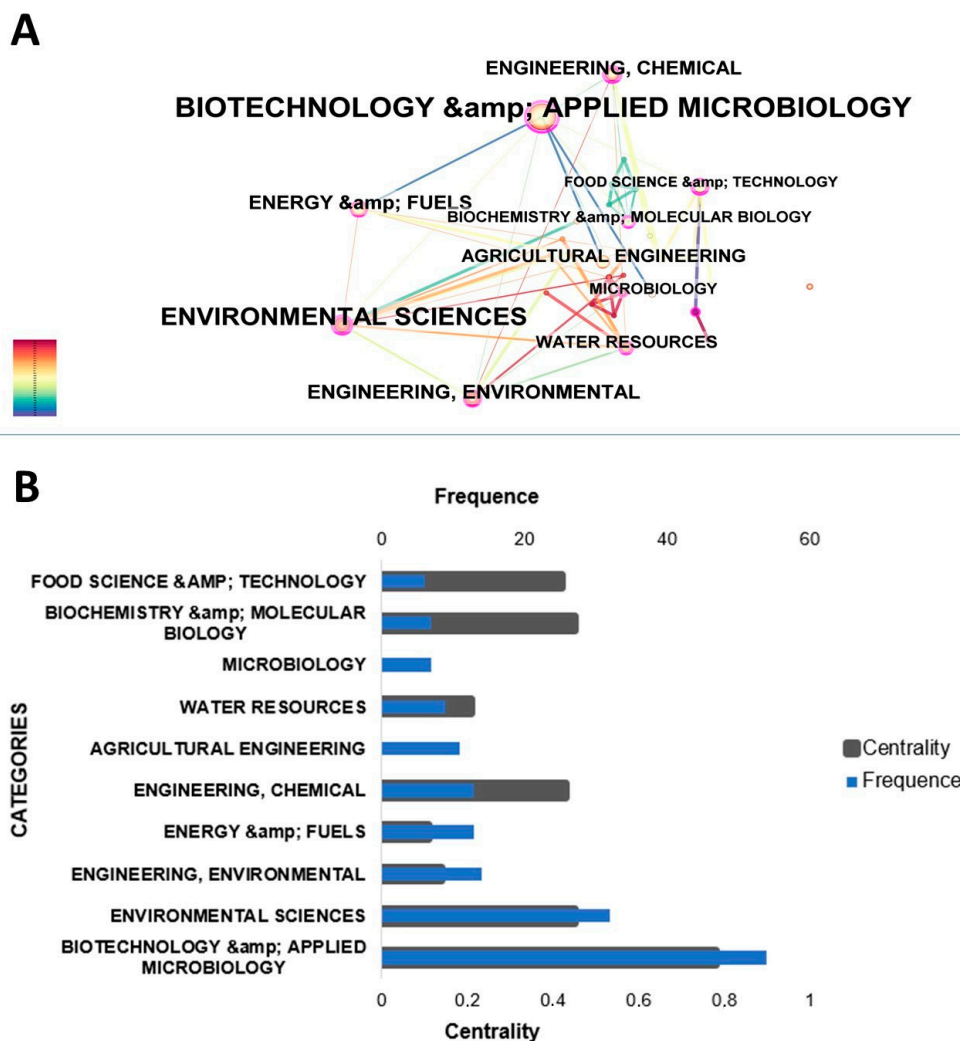 A
ENGINEERING, CHEMICAL
BIOTECHNOLOGY &amp; APPLIED MICROBIOLOGY
FOOD SCIENCE &amp; TECHNOLOGY
ENERGY &amp; FUELS
BIOCHEMISTRY &amp; MOLECULAR BIOLOGY
AGRICULTURAL ENGINEERING
MICROBIOLOGY
ENVIRONMENTAL SCIENCES
WATER RESOURCES
ENGINEERING, ENVIRONMENTAL
B
Frequence
0 20 40 60
FOOD SCIENCE &AMP; TECHNOLOGY
BIOCHEMISTRY &amp; MOLECULAR
BIOLOGY
MICROBIOLOGY
WATER RESOURCES
AGRICULTURAL ENGINEERING
ENGINEERING, CHEMICAL
ENERGY &amp; FUELS
ENGINEERING, ENVIRONMENTAL
ENVIRONMENTAL SCIENCES
BIOTECHNOLOGY &amp; APPLIED
MICROBIOLOGY
CATEGORIES
0 0.2 0.4 0.6 0.8 1
Centrality
Centrality
Frequence